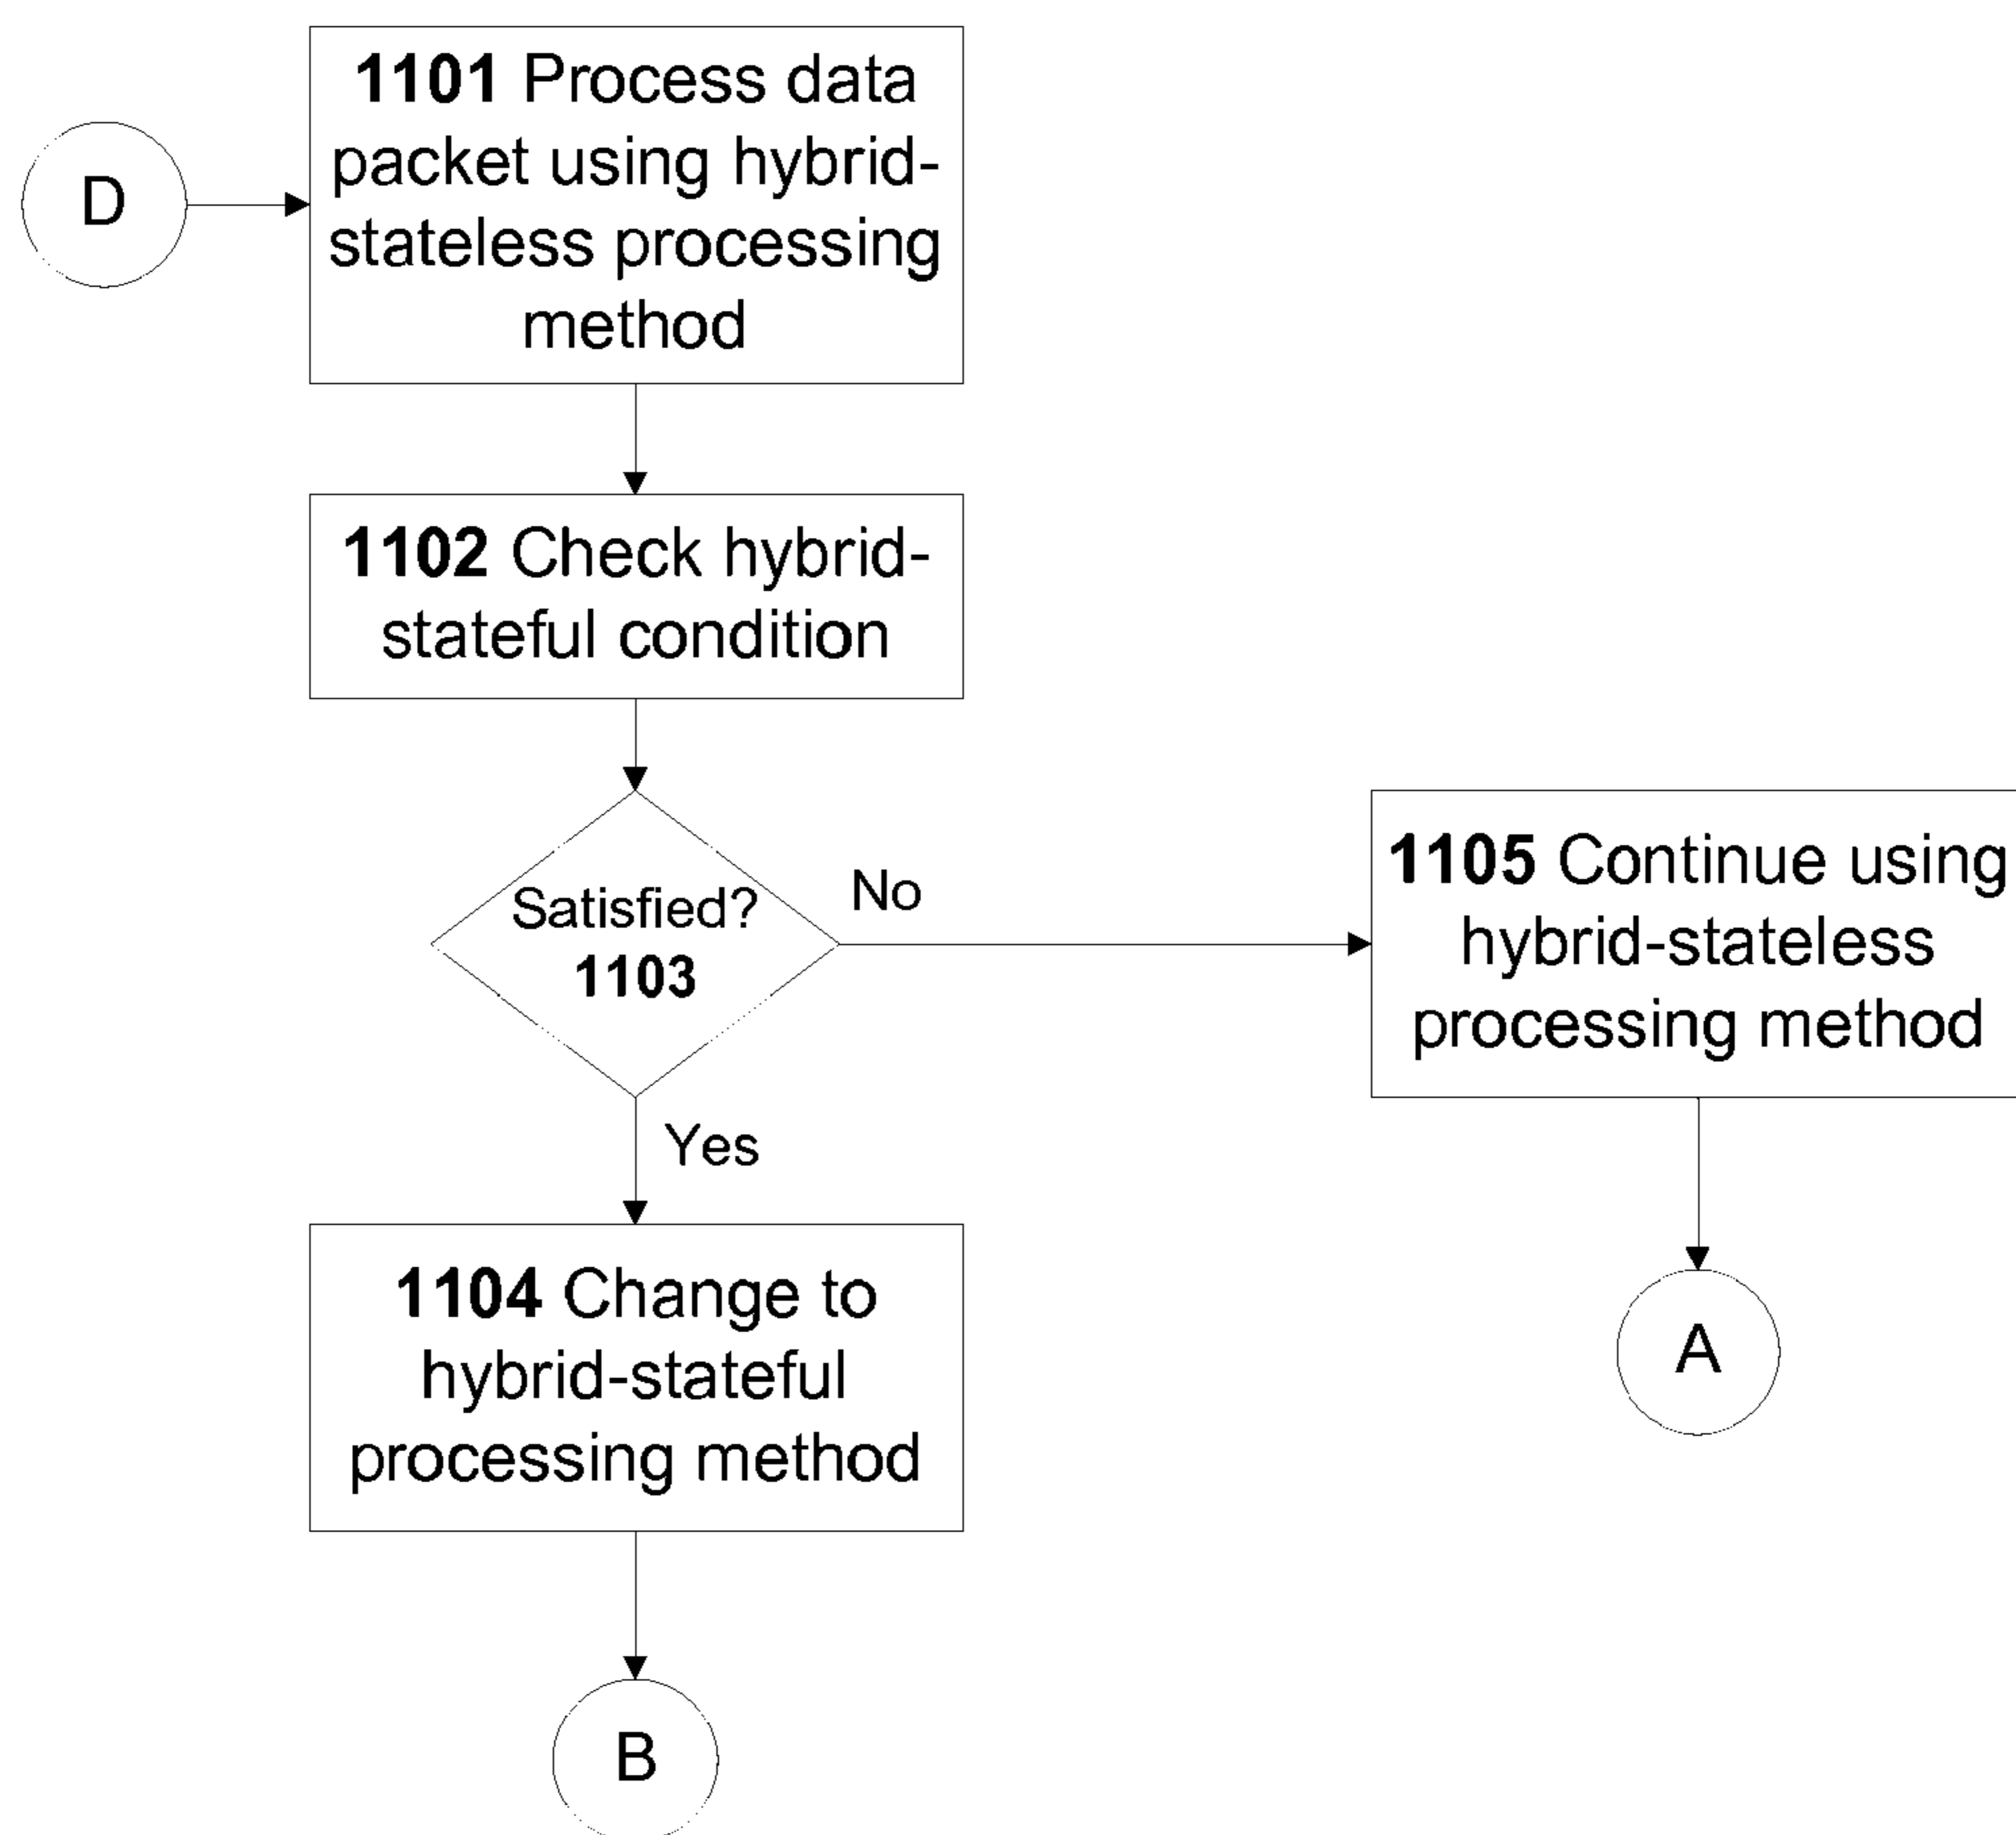 D
1101 Process data
packet using hybrid-
stateless processing
method
1102 Check hybrid-
stateful condition
Satisfied?
1103
No
1105 Continue using
hybrid-stateless
processing method
Yes
1104 Change to
hybrid-stateful
processing method
A
B